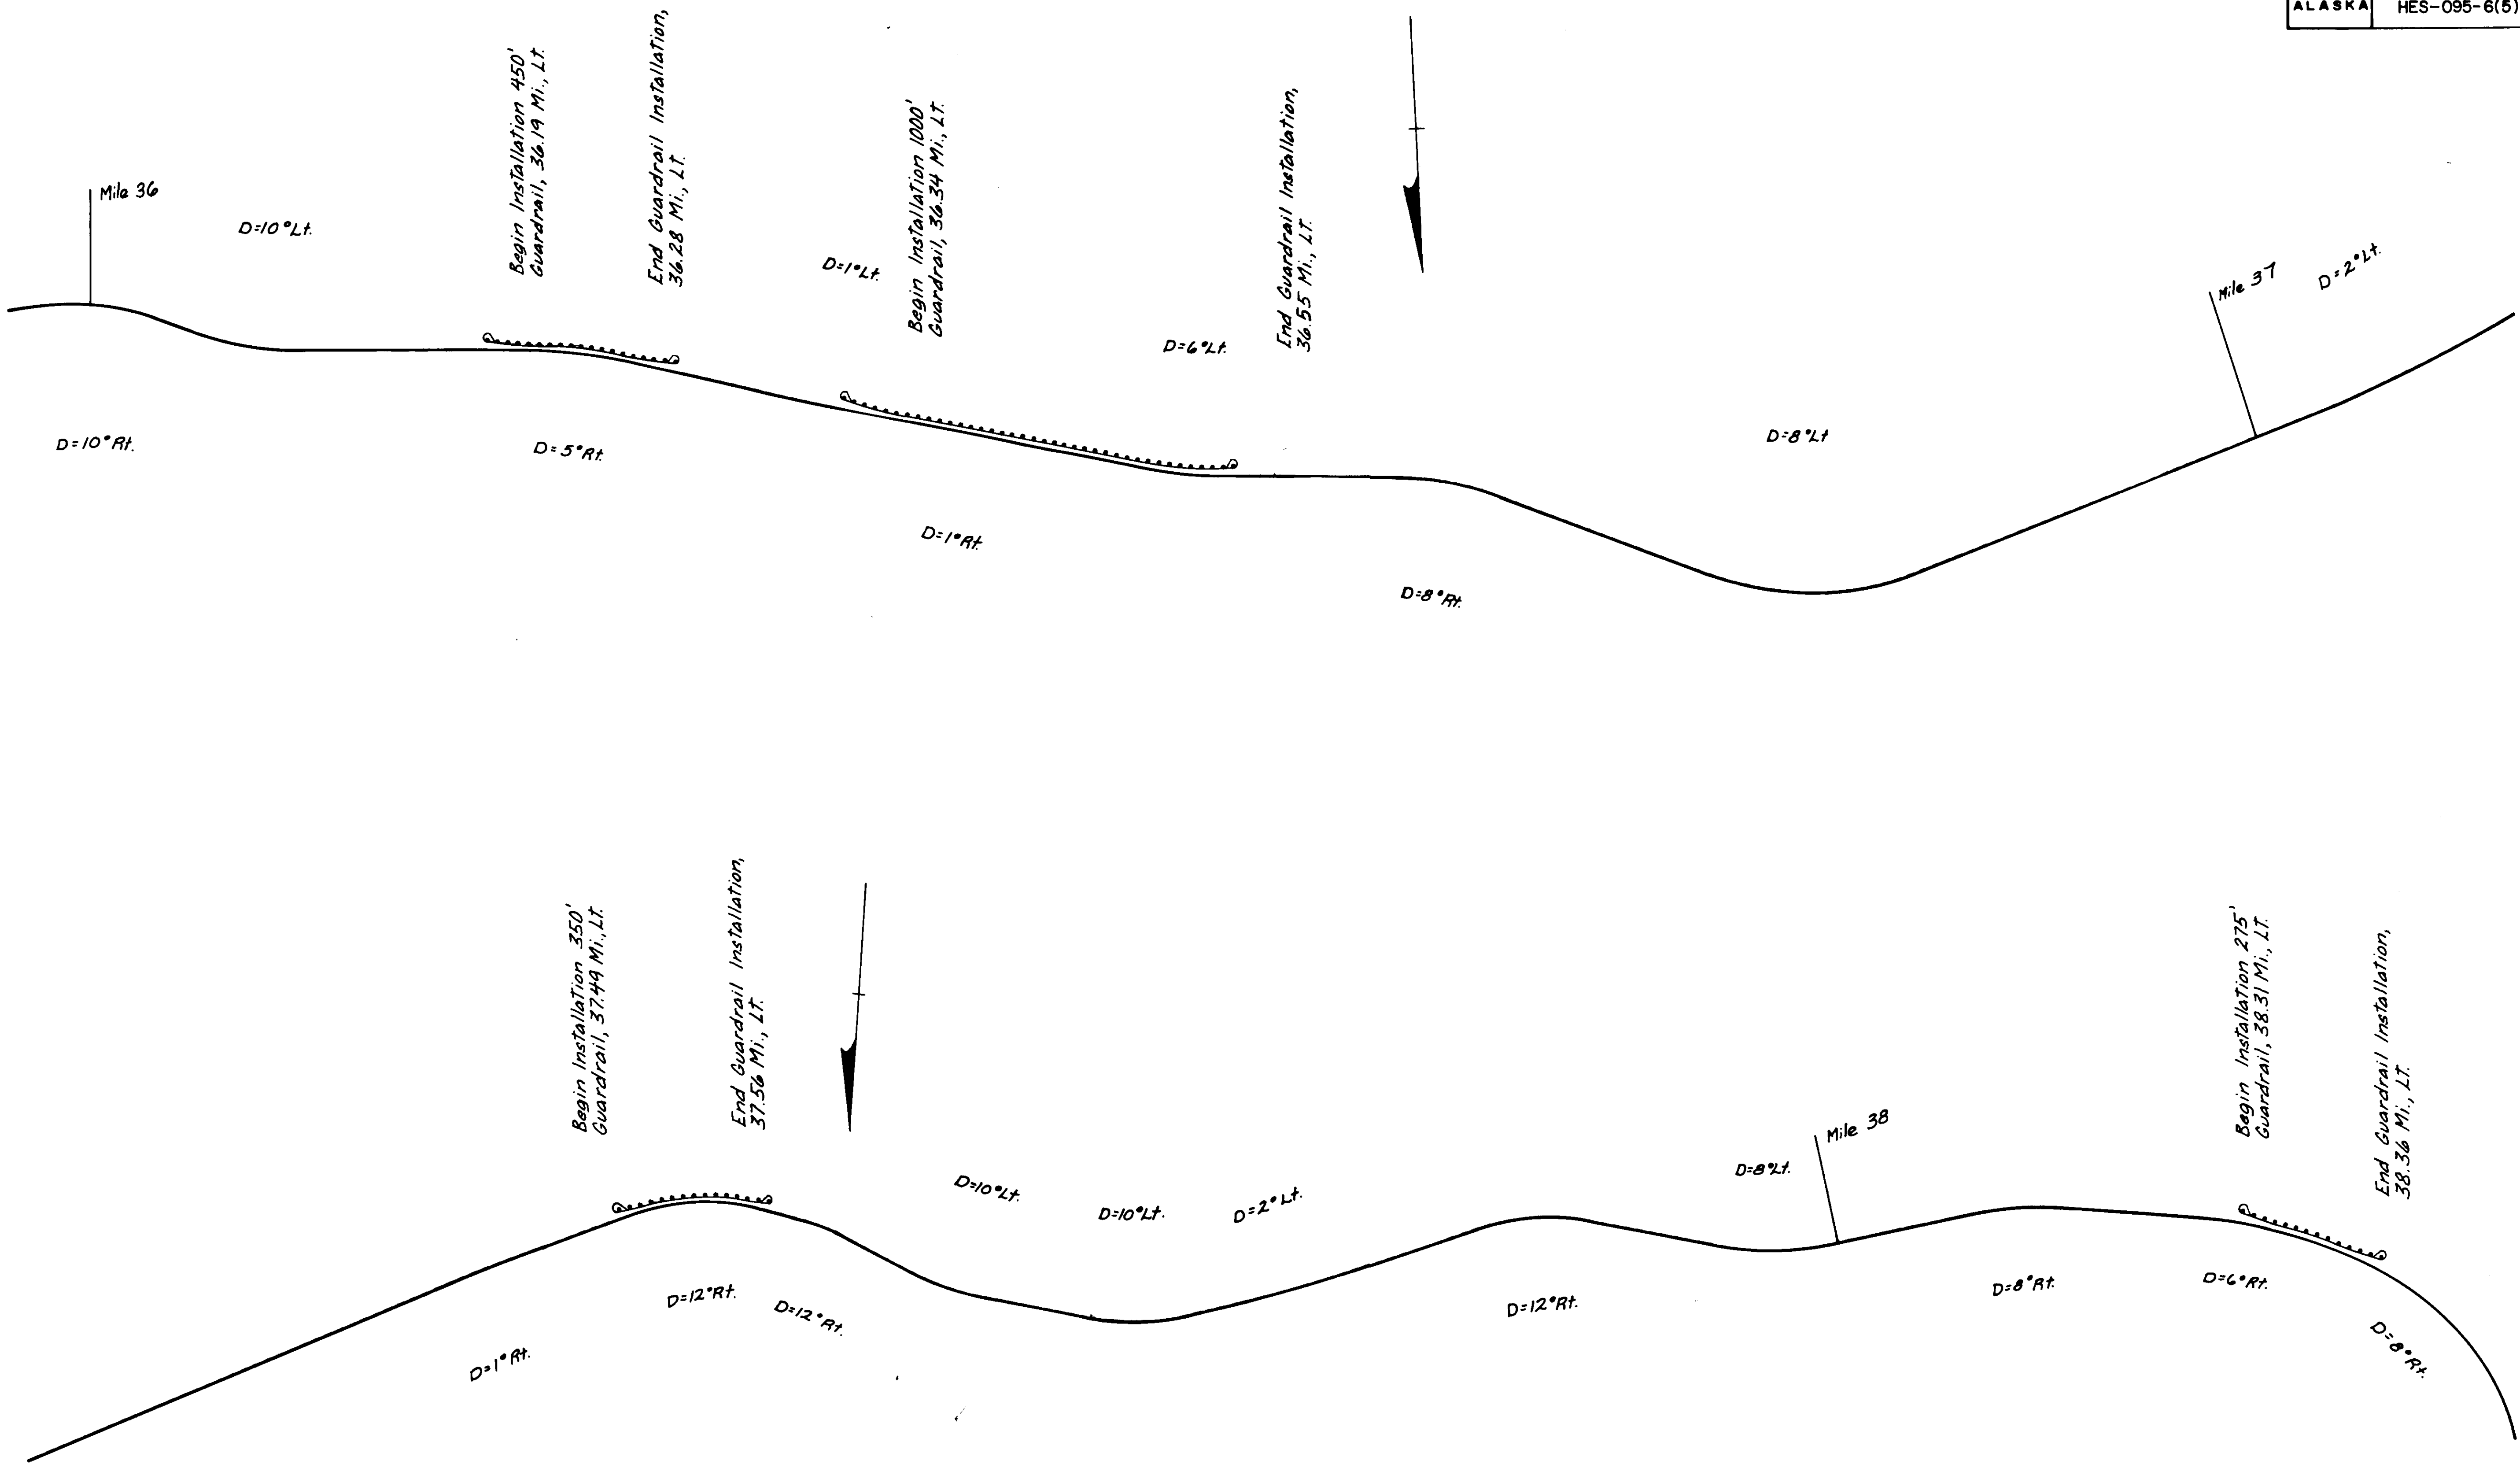 ALASKA HES-095-6(5)
Begin Installation 450'
Guardrail, 36.19 Mi., Lt.
End Guardrail Installation,
36.28 Mi., Lt.
Begin Installation 1000'
Guardrail, 36.34 Mi., Lt.
End Guardrail Installation,
36.55 Mi., Lt.
Mile 36
D=10°Lt.
D=1°Lt.
D=6°Lt.
Mile 37
D=2°Lt.
D=10°Rt.
D=5°Rt.
D=8°Lt
D=1°Rt.
D=8°Rt.
Begin Installation 350'
Guardrail, 37.49 Mi., Lt.
End Guardrail Installation,
37.56 Mi., Lt.
Begin Installation 275'
Guardrail, 38.31 Mi., Lt.
End Guardrail Installation,
38.36 Mi., Lt.
Mile 38
D=10°Lt.
D=10°Lt.
D=2°Lt.
D=8°Lt.
D=1°Rt.
D=12°Rt.
D=12°Rt.
D=12°Rt.
D=8°Rt.
D=6°Rt.
D=8°Rt.